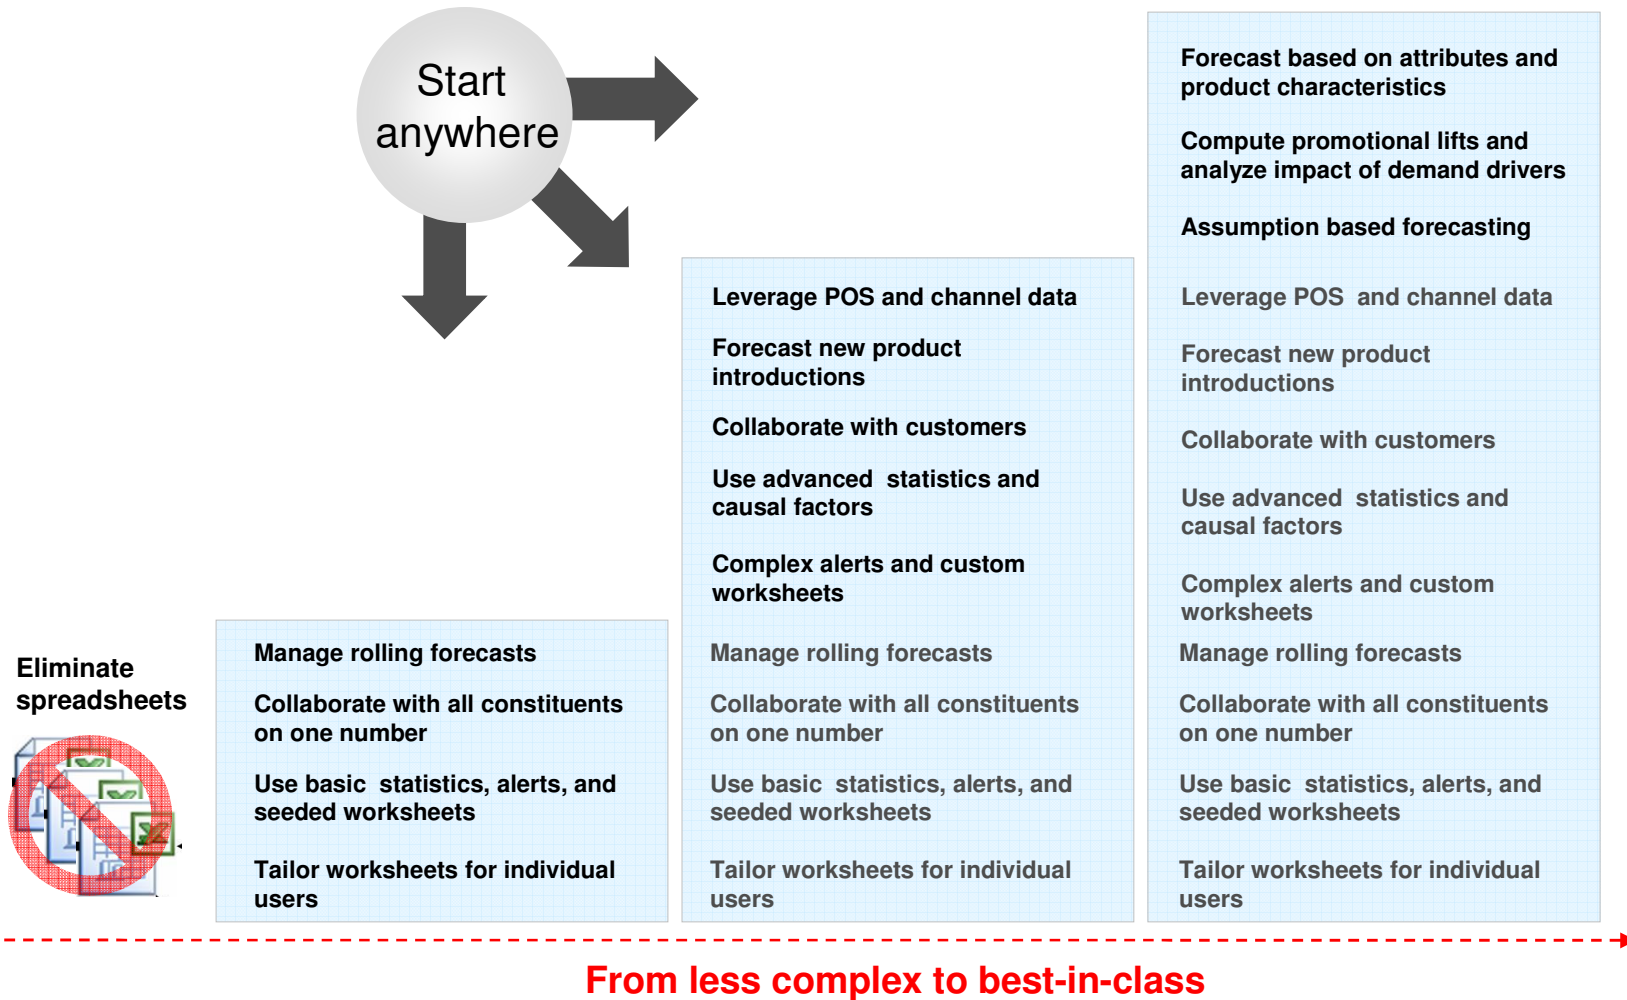 Start
anywhere
Eliminate
spreadsheets
Manage rolling forecasts
Collaborate with all constituents
on one number
Use basic statistics, alerts, and
seeded worksheets
Tailor worksheets for individual
users
Leverage POS and channel data
Forecast new product
introductions
Collaborate with customers
Use advanced statistics and
causal factors
Complex alerts and custom
worksheets
Manage rolling forecasts
Collaborate with all constituents
on one number
Use basic statistics, alerts, and
seeded worksheets
Tailor worksheets for individual
users
Forecast based on attributes and
product characteristics
Compute promotional lifts and
analyze impact of demand drivers
Assumption based forecasting
Leverage POS and channel data
Forecast new product
introductions
Collaborate with customers
Use advanced statistics and
causal factors
Complex alerts and custom
worksheets
Manage rolling forecasts
Collaborate with all constituents
on one number
Use basic statistics, alerts, and
seeded worksheets
Tailor worksheets for individual
users
From less complex to best-in-class